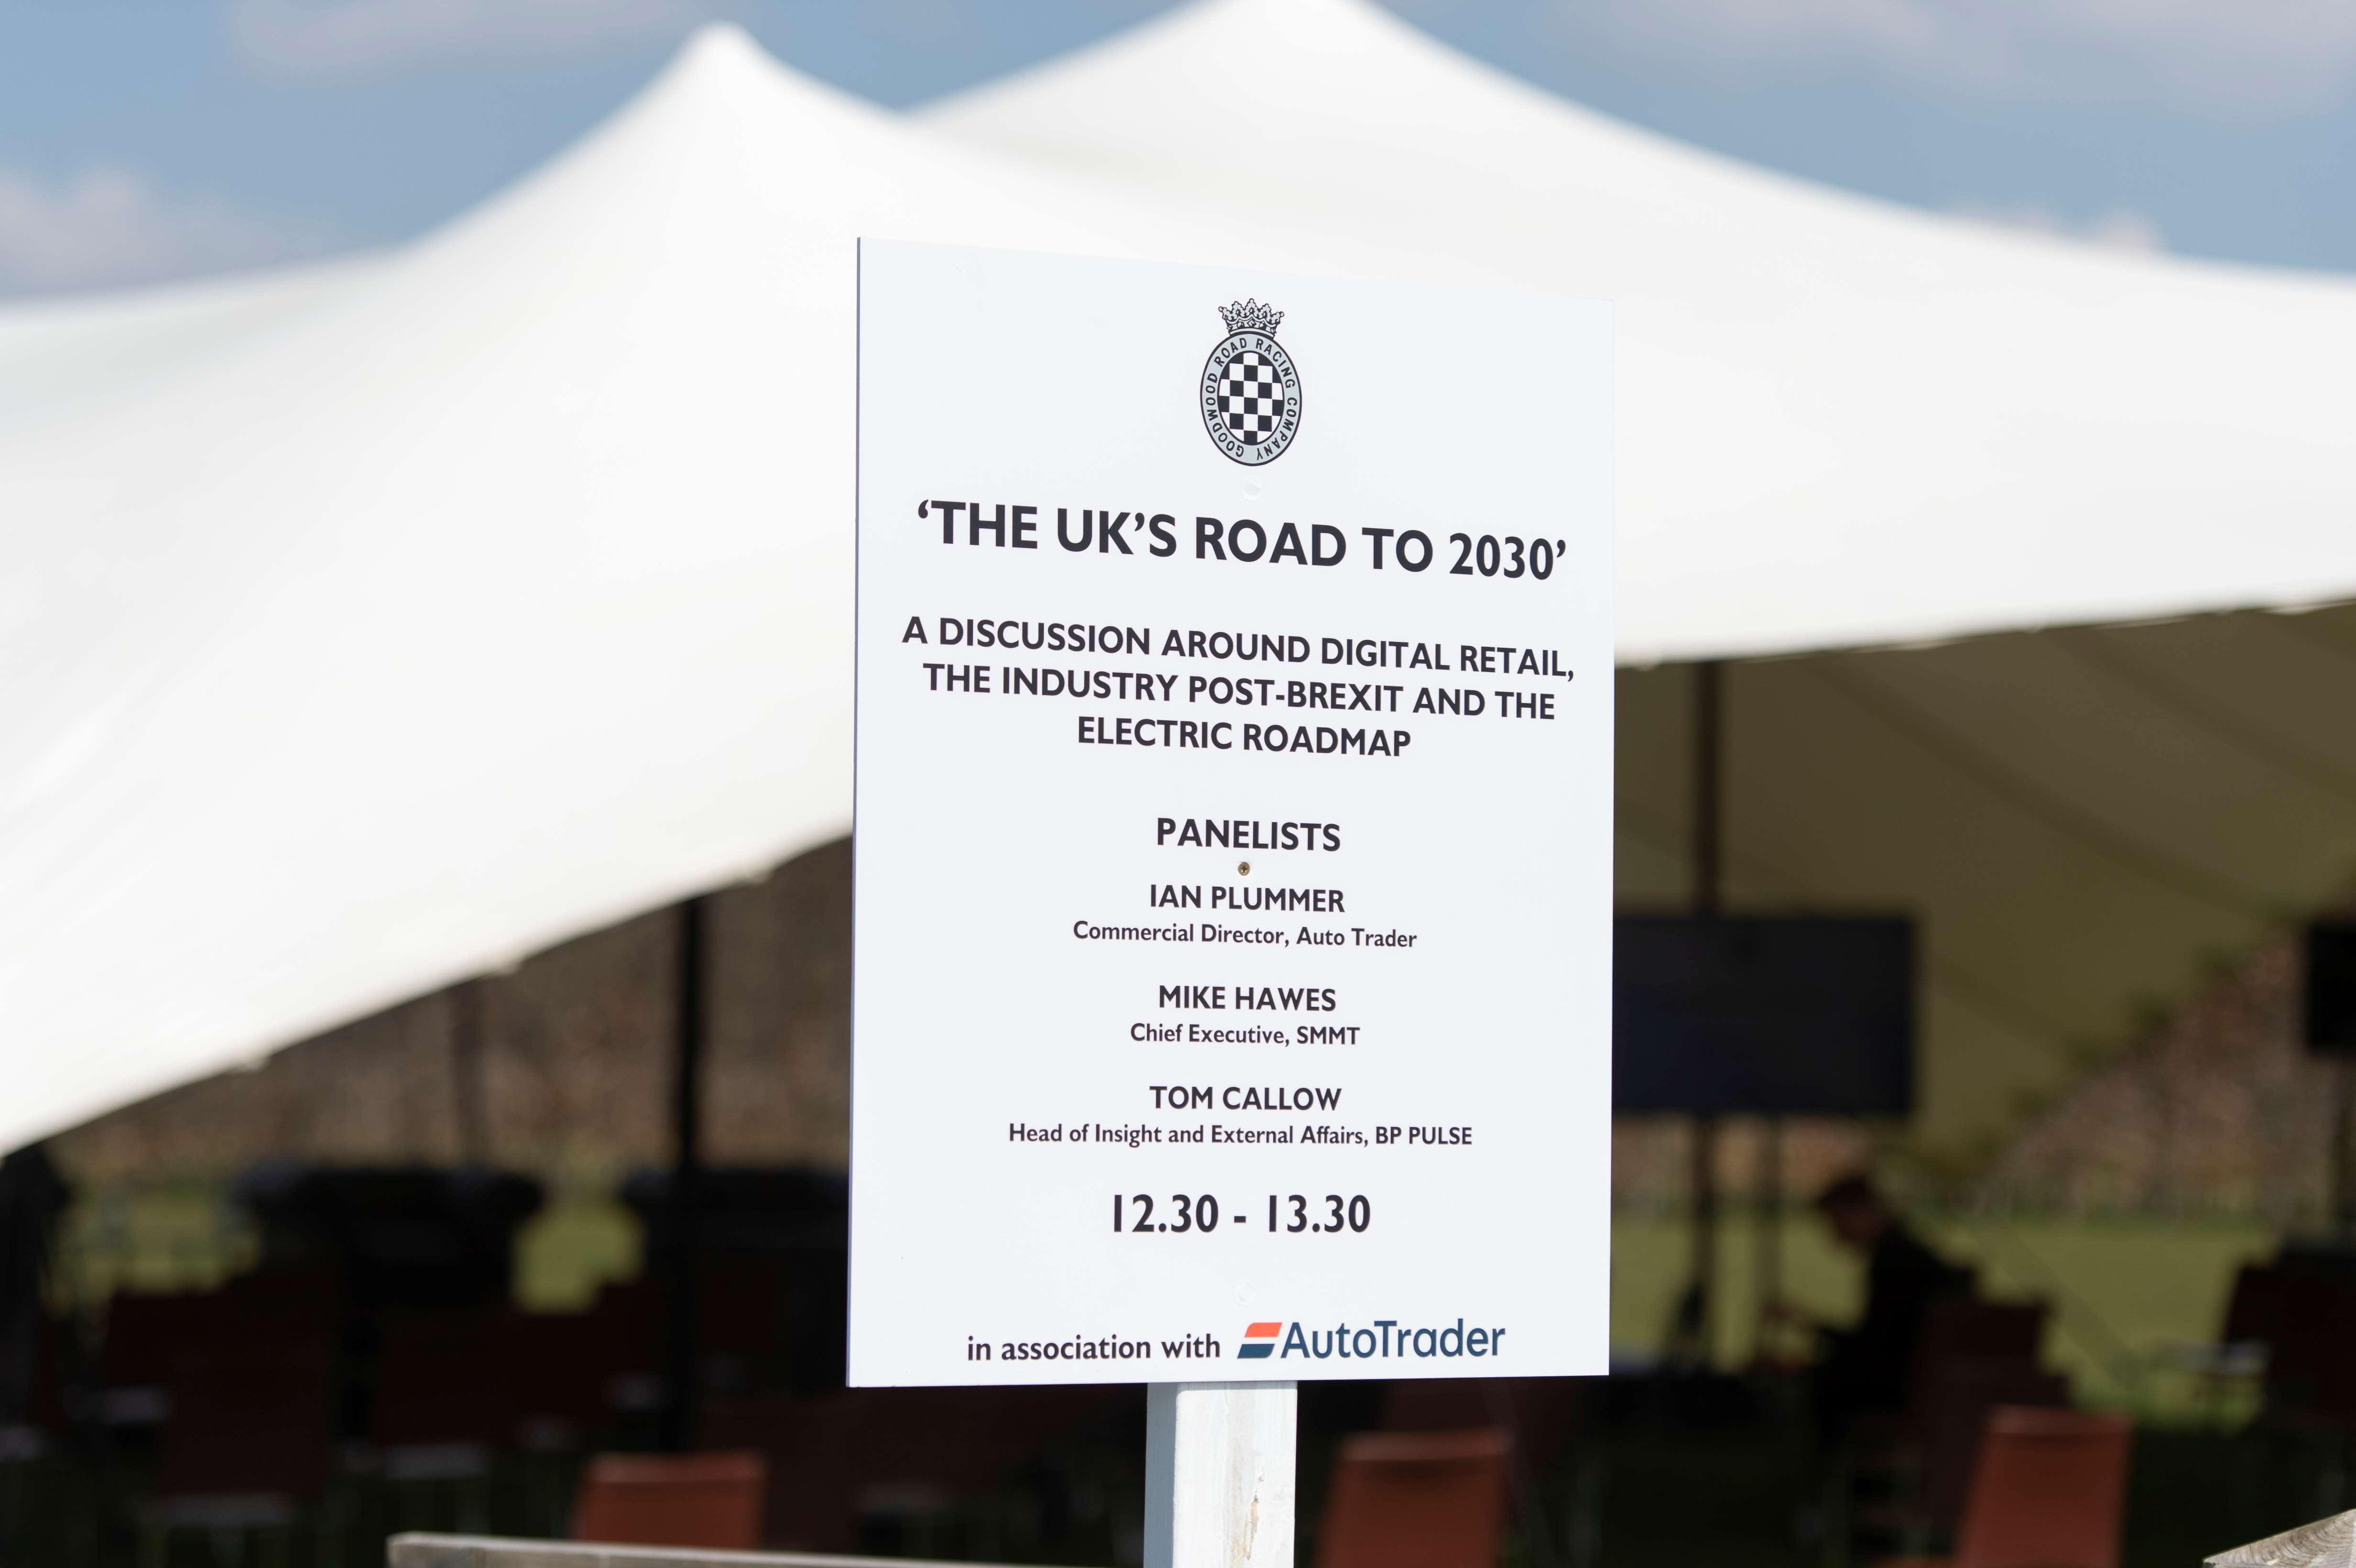 GOODWOOD ROAD RACING COMPANY
‘THE UK’S ROAD TO 2030’
A DISCUSSION AROUND DIGITAL RETAIL,
THE INDUSTRY POST-BREXIT AND THE
ELECTRIC ROADMAP
PANELISTS
IAN PLUMMER
Commercial Director, Auto Trader
MIKE HAWES
Chief Executive, SMMT
TOM CALLOW
Head of Insight and External Affairs, BP PULSE
12.30 - 13.30
in association with AutoTrader